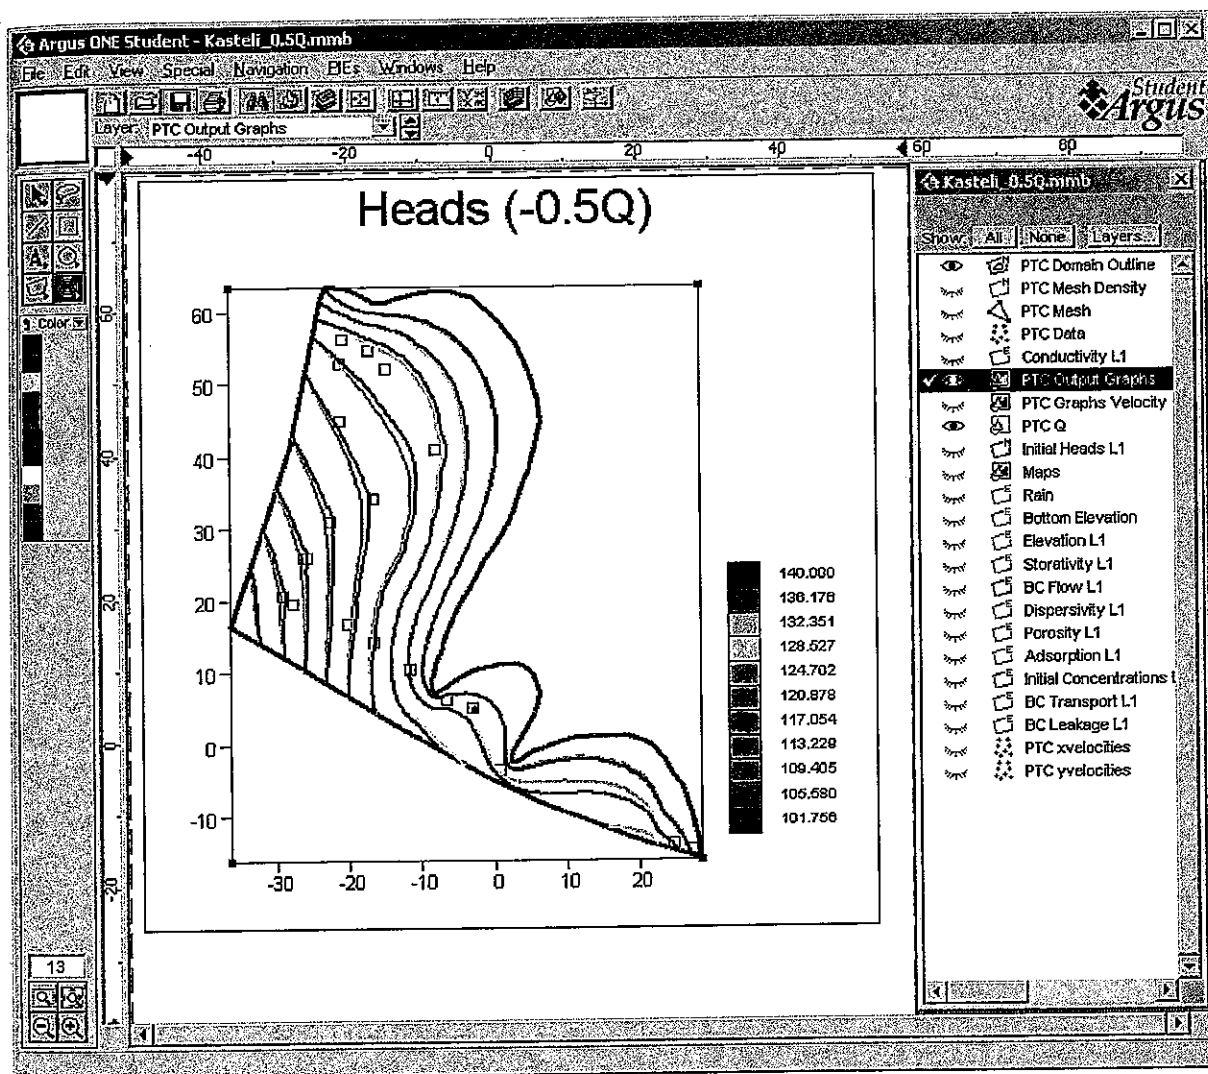 Argus ONE Student - Kasteli_0.5Q.mmb
File Edit View Special Navigation PIEs Windows Help
Student
Argus
Layer: PTC Output Graphs
-40 -20 0 20 40 60 80
Kasteli_0.5Q.mmb
Heads (-0.5Q)
Show: All None Layers...
PTC Domain Outline
PTC Mesh Density
PTC Mesh
PTC Data
Conductivity L1
PTC Output Graphs
PTC Graphs Velocity
PTC Q
Initial Heads L1
Maps
Rain
Bottom Elevation
Elevation L1
Storativity L1
BC Flow L1
Dispersivity L1
Porosity L1
Adsorption L1
Initial Concentrations
BC Transport L1
BC Leakage L1
PTC xvelocities
PTC yvelocities
Color
60
40
20
0
-20
60
50
40
30
20
10
0
-10
-30 -20 -10 0 10 20
140.000
136.176
132.351
128.527
124.702
120.878
117.054
113.229
109.405
105.580
101.756
13